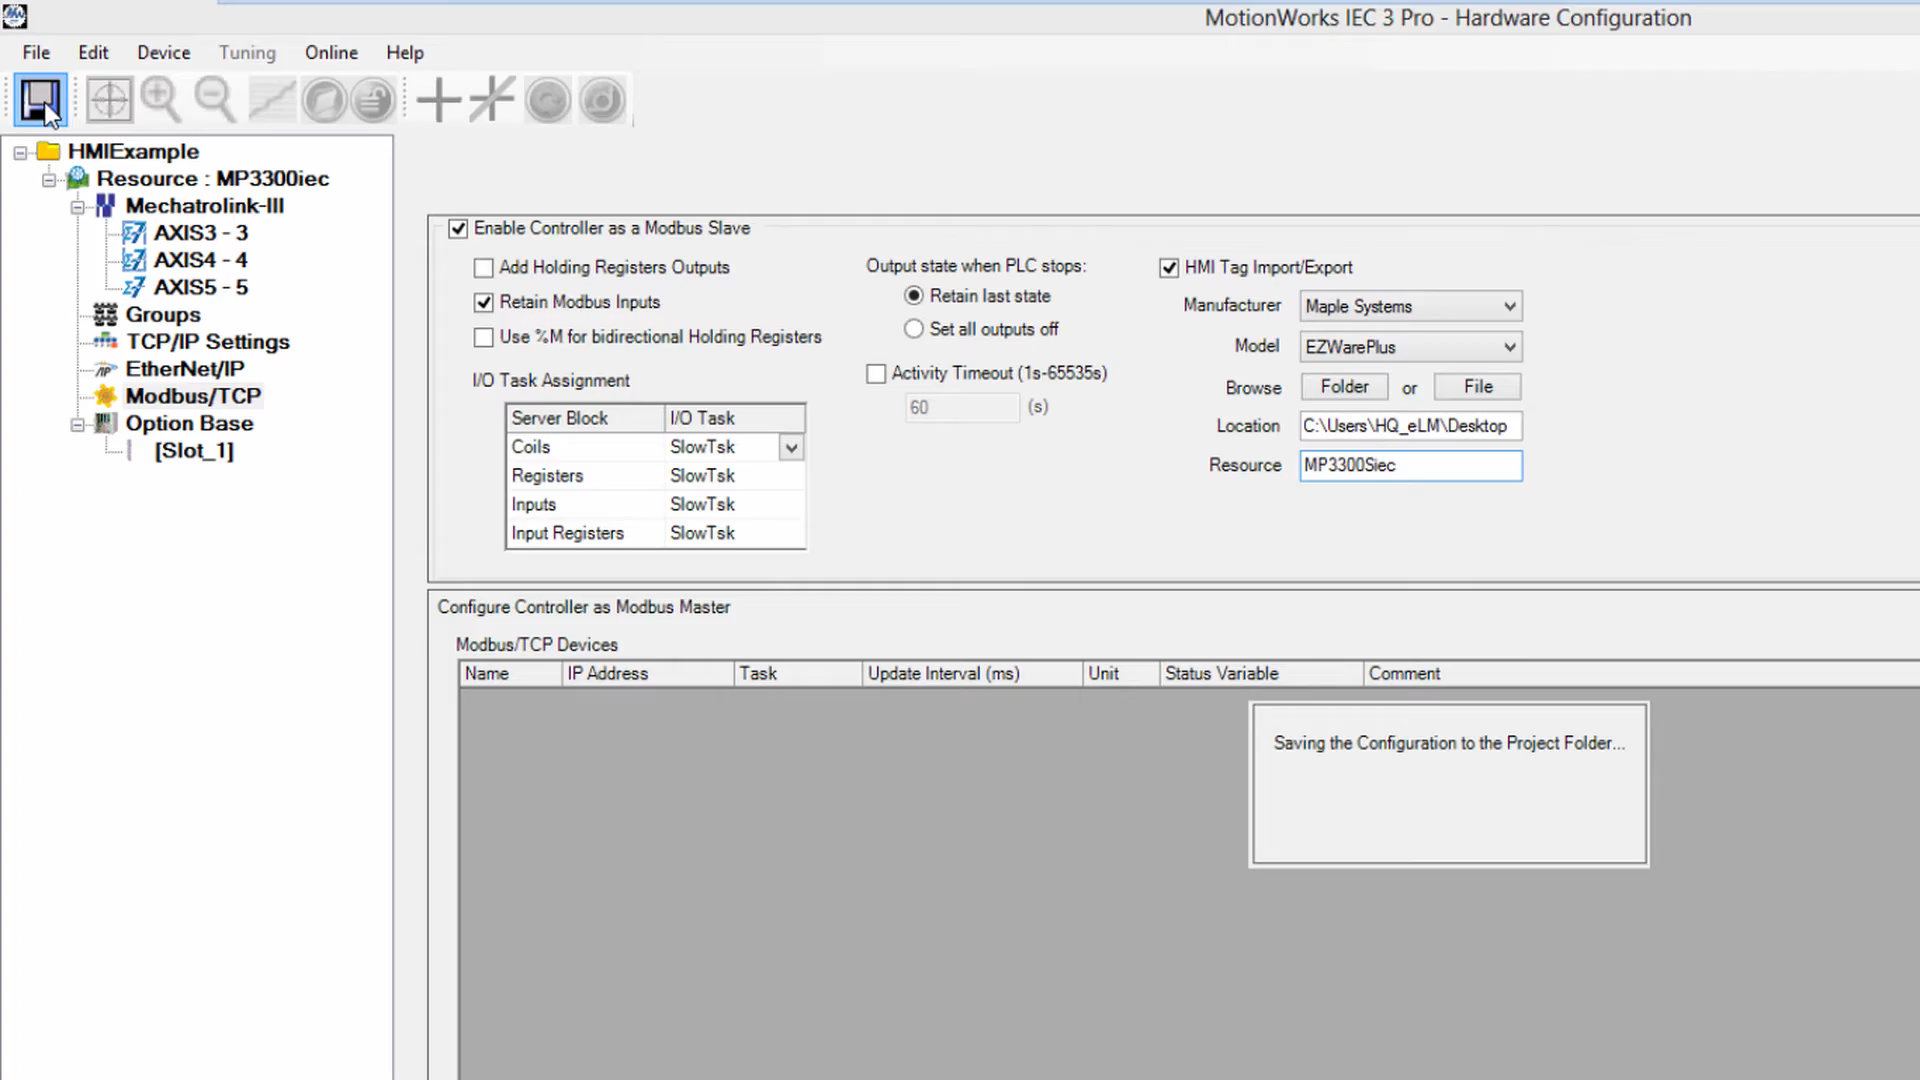 MotionWorks IEC 3 Pro - Hardware Configuration
File Edit Device Tuning Online Help
HMIExample
Resource : MP3300iec
Mechatrolink-III
AXIS3 - 3
AXIS4 - 4
AXIS5 - 5
Groups
TCP/IP Settings
EtherNet/IP
Modbus/TCP
Option Base
[Slot_1]
Enable Controller as a Modbus Slave
Add Holding Registers Outputs
Retain Modbus Inputs
Use %M for bidirectional Holding Registers
I/O Task Assignment
Server Block I/O Task
Coils SlowTsk
Registers SlowTsk
Inputs SlowTsk
Input Registers SlowTsk
Output state when PLC stops:
Retain last state
Set all outputs off
Activity Timeout (1s-65535s)
60 (s)
HMI Tag Import/Export
Manufacturer Maple Systems
Model EZWarePlus
Browse Folder or File
Location C:\Users\HQ_eLM\Desktop
Resource MP3300Siec
Configure Controller as Modbus Master
Modbus/TCP Devices
Name IP Address Task Update Interval (ms) Unit Status Variable Comment
Saving the Configuration to the Project Folder...